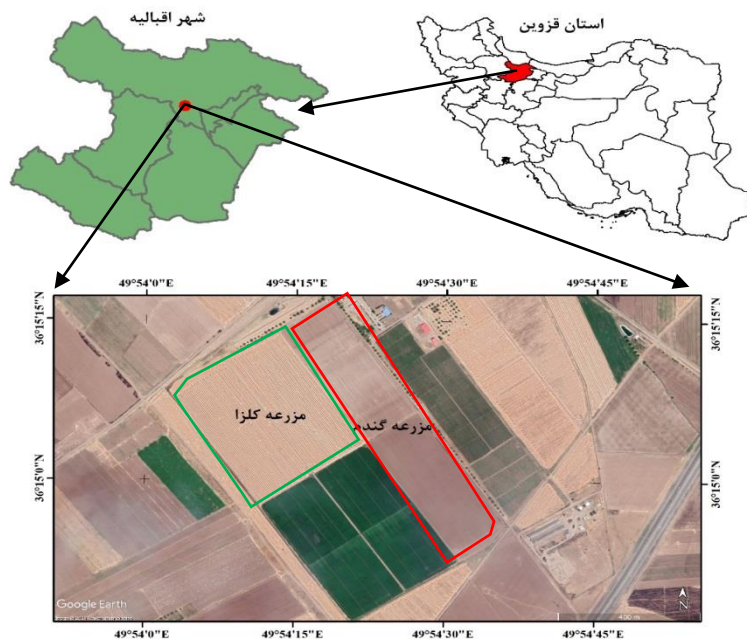 شهر اقبالیه
استان قزوین
49°54'0"E
49°54'15"E
49°54'30"E
49°54'45"E
36°15'15"N
36°15'15"N
مزرعه کلزا
مزرعه گندم
36°15'0"N
36°15'0"N
Google Earth
400 m
N
49°54'0"E
49°54'15"E
49°54'30"E
49°54'45"E